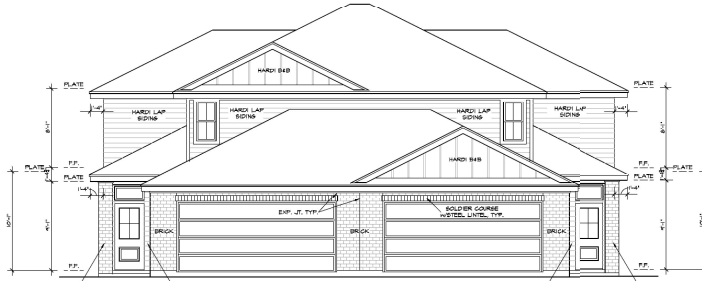 HARDI B&B
PLATE
PLATE
1'-4"
HARDI LAP
SIDING
HARDI LAP
SIDING
HARDI LAP
SIDING
HARDI LAP
SIDING
1'-4"
8'-1"
8'-1"
F.F.
F.F.
PLATE
PLATE
HARDI B&B
PLATE
PLATE
1'-4"
1'-4"
EXP. JT. TYP.
SOLDIER COURSE
w/STEEL LINTEL, TYP.
BRICK
BRICK
BRICK
10'-1"
9'-1"
9'-1"
F.F.
F.F.